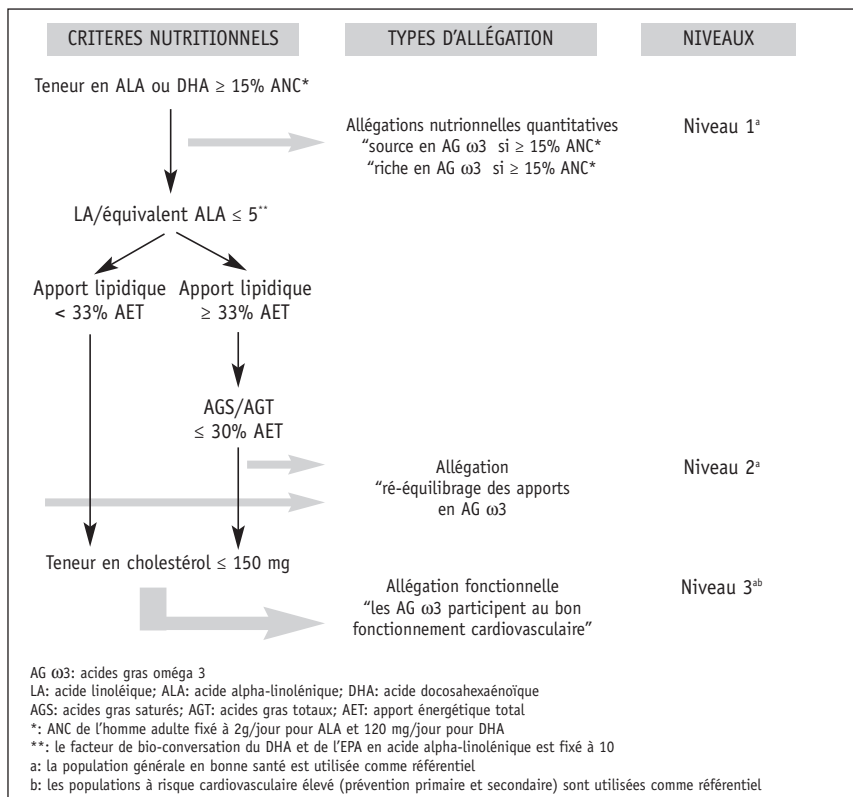 CRITERES NUTRITIONNELS
TYPES D'ALLÉGATION
NIVEAUX
Teneur en ALA ou DHA ≥ 15% ANC*
Allégations nutrionnelles quantitatives
“source en AG ω3 si ≥ 15% ANC*
“riche en AG ω3 si ≥ 15% ANC*
Niveau 1ª
LA/équivalent ALA ≤ 5**
Apport lipidique
< 33% AET
Apport lipidique
≥ 33% AET
AGS/AGT
≤ 30% AET
Allégation
“ré-équilibrage des apports
en AG ω3
Niveau 2ª
Teneur en cholestérol ≤ 150 mg
Allégation fonctionnelle
“les AG ω3 participent au bon
fonctionnement cardiovasculaire”
Niveau 3ab
AG ω3: acides gras oméga 3
LA: acide linoléique; ALA: acide alpha-linolénique; DHA: acide docosahexaénoïque
AGS: acides gras saturés; AGT: acides gras totaux; AET: apport énergétique total
*: ANC de l'homme adulte fixé à 2g/jour pour ALA et 120 mg/jour pour DHA
**: le facteur de bio-conversation du DHA et de l'EPA en acide alpha-linolénique est fixé à 10
a: la population générale en bonne santé est utilisée comme référentiel
b: les populations à risque cardiovasculaire élevé (prévention primaire et secondaire) sont utilisées comme référentiel